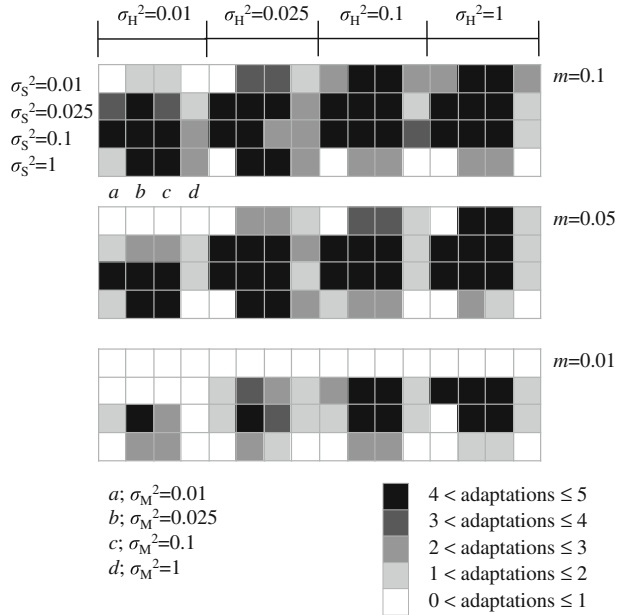 σH²=0.01 σH²=0.025 σH²=0.1 σH²=1
σS²=0.01
σS²=0.025
σS²=0.1
σS²=1
m=0.1
a b c d
m=0.05
m=0.01
a; σM²=0.01
b; σM²=0.025
c; σM²=0.1
d; σM²=1
4 < adaptations ≤ 5
3 < adaptations ≤ 4
2 < adaptations ≤ 3
1 < adaptations ≤ 2
0 < adaptations ≤ 1